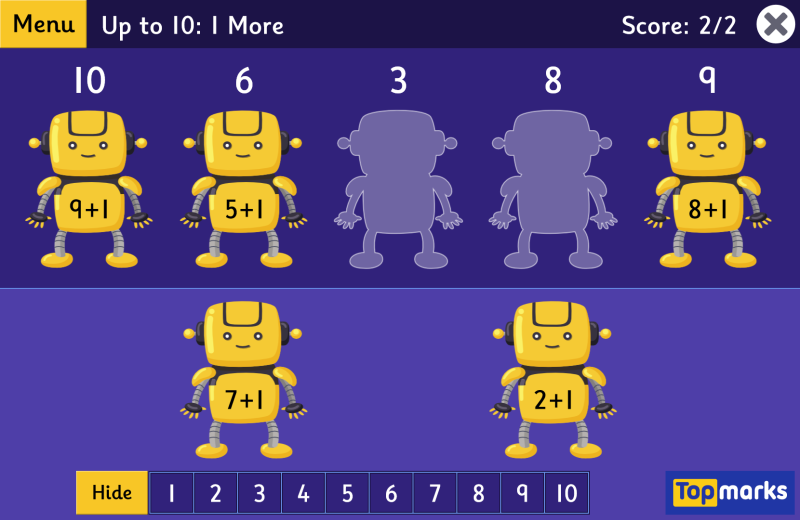 Menu Up to 10: 1 More Score: 2/2
10 6 3 8 9
9+1 5+1 8+1
7+1 2+1
Hide 1 2 3 4 5 6 7 8 9 10
Topmarks